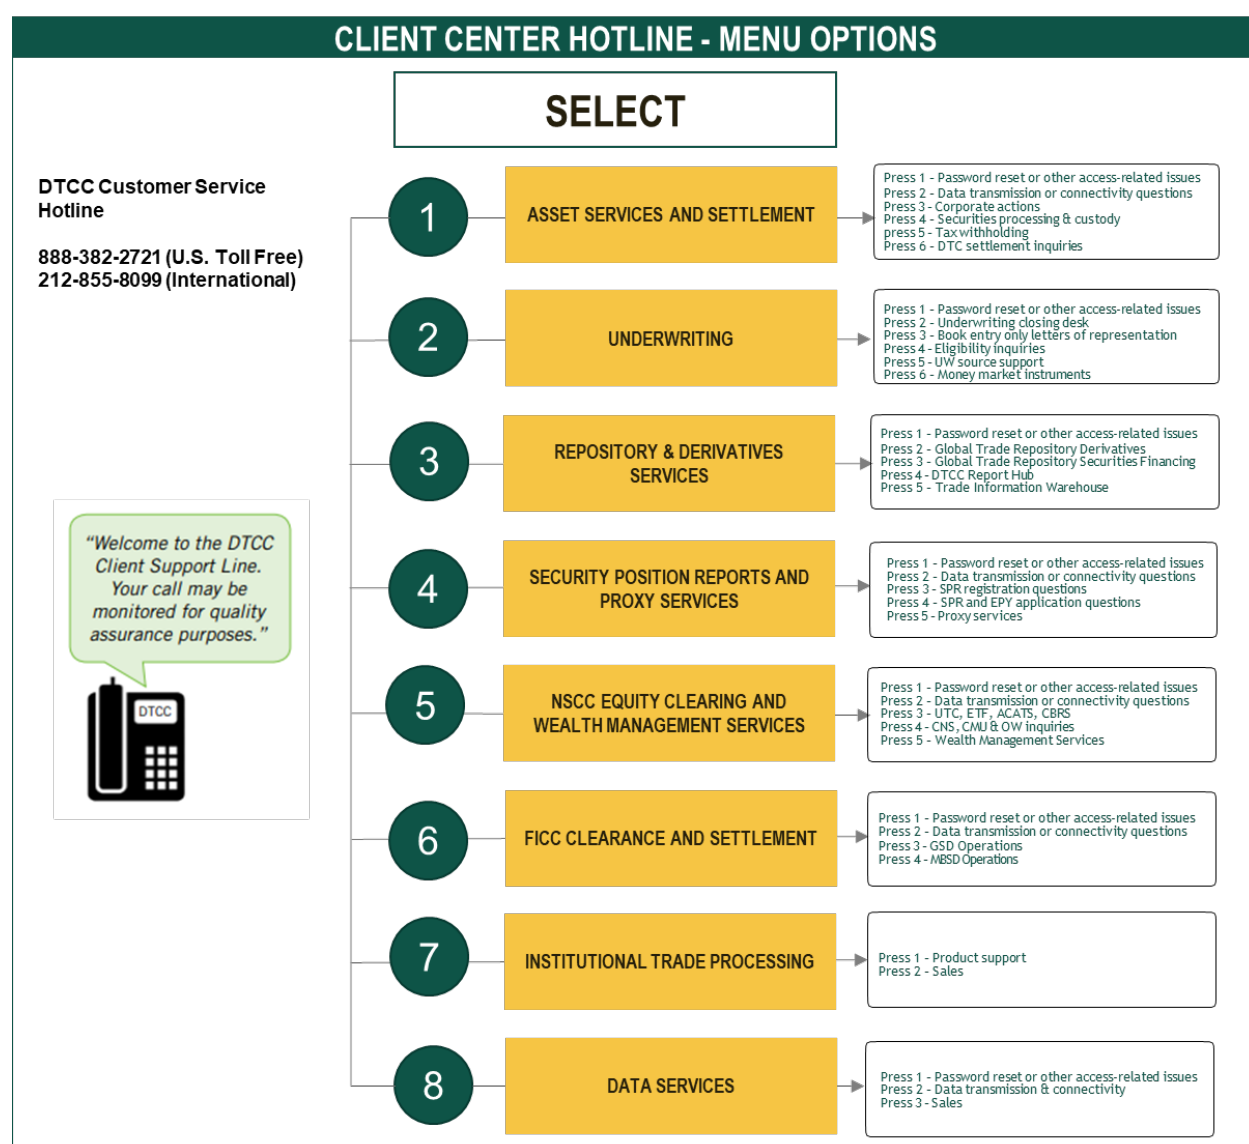 CLIENT CENTER HOTLINE - MENU OPTIONS
SELECT
DTCC Customer Service
Hotline
888-382-2721 (U.S. Toll Free)
212-855-8099 (International)
1
ASSET SERVICES AND SETTLEMENT
Press 1 - Password reset or other access-related issues
Press 2 - Data transmission or connectivity questions
Press 3 - Corporate actions
Press 4 - Securities processing & custody
press 5 - Tax withholding
Press 6 - DTC settlement inquiries
2
UNDERWRITING
Press 1 - Password reset or other access-related issues
Press 2 - Underwriting closing desk
Press 3 - Book entry only letters of representation
Press 4 - Eligibility inquiries
Press 5 - UW source support
Press 6 - Money market instruments
3
REPOSITORY & DERIVATIVES
SERVICES
Press 1 - Password reset or other access-related issues
Press 2 - Global Trade Repository Derivatives
Press 3 - Global Trade Repository Securities Financing
Press 4 - DTCC Report Hub
Press 5 - Trade Information Warehouse
"Welcome to the DTCC
Client Support Line.
Your call may be
monitored for quality
assurance purposes."
DTCC
4
SECURITY POSITION REPORTS AND
PROXY SERVICES
Press 1 - Password reset or other access-related issues
Press 2 - Data transmission or connectivity questions
Press 3 - SPR registration questions
Press 4 - SPR and EPY application questions
Press 5 - Proxy services
5
NSCC EQUITY CLEARING AND
WEALTH MANAGEMENT SERVICES
Press 1 - Password reset or other access-related issues
Press 2 - Data transmission or connectivity questions
Press 3 - UTC, ETF, ACATS, CBRS
Press 4 - CNS, CMU & OW inquiries
Press 5 - Wealth Management Services
6
FICC CLEARANCE AND SETTLEMENT
Press 1 - Password reset or other access-related issues
Press 2 - Data transmission or connectivity questions
Press 3 - GSD Operations
Press 4 - MBSD Operations
7
INSTITUTIONAL TRADE PROCESSING
Press 1 - Product support
Press 2 - Sales
8
DATA SERVICES
Press 1 - Password reset or other access-related issues
Press 2 - Data transmission & connectivity
Press 3 - Sales